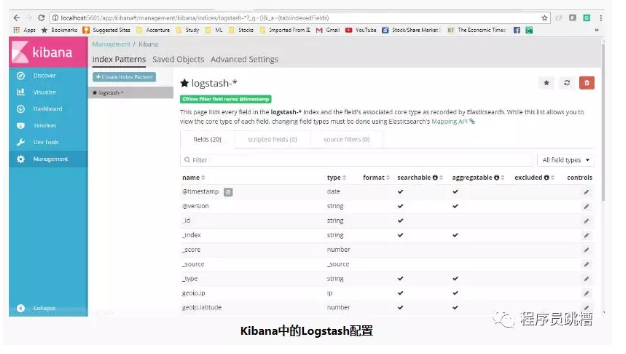 localhost:5601/app/kibana#/management/kibana/indices/logstash-*?_g=()&_a=(tab:indexedFields)
Apps Bookmarks Suggested Sites Accenture Study ML Stocks Imported From IE Gmail YouTube Stock/Share Market The Economic Times
kibana
Discover
Visualize
Dashboard
Timelion
Dev Tools
Management
Collapse
Management / Kibana
Index Patterns Saved Objects Advanced Settings
+ Create Index Pattern
★ logstash-*
★ logstash-*
Time Filter field name: @timestamp
This page lists every field in the logstash-* index and the field's associated core type as recorded by Elasticsearch. While this list allows you to
view the core type of each field, changing field types must be done using Elasticsearch's Mapping API
fields (20) scripted fields (0) source filters (0)
Filter All field types
name type format searchable aggregatable excluded controls
@timestamp date
@version string
_id string
_index string
_score number
_source _source
_type string
geoip.ip ip
geoip.latitude number
程序员跳槽
Kibana中的Logstash配置